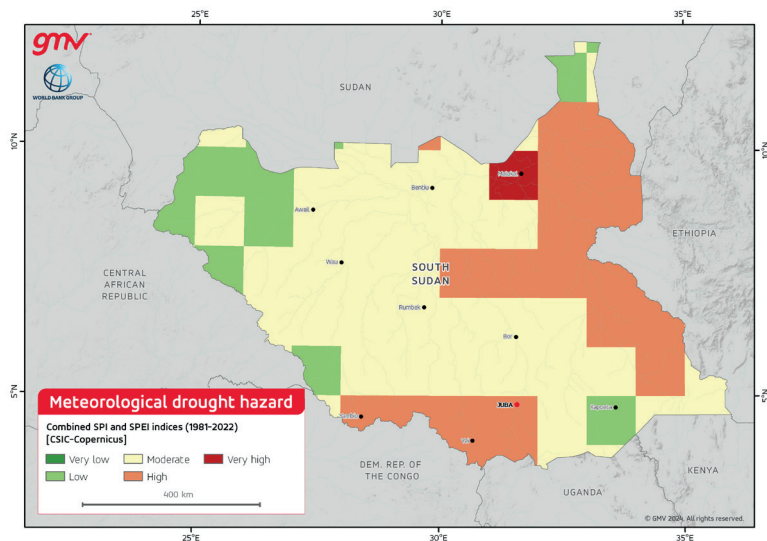 25°E
30°E
35°E
gmv
WORLD BANK GROUP
SUDAN
10°N
10°N
Malakal
Bentiu
Aweil
ETHIOPIA
Wau
SOUTH
SUDAN
CENTRAL
AFRICAN
REPUBLIC
Rumbek
Bor
5°N
5°N
Meteorological drought hazard
JUBA
Kapoeta
Combined SPI and SPEI indices (1981-2022)
[CSIC-Copernicus]
Yei
Very low
Moderate
Very high
Low
High
400 km
DEM. REP. OF
THE CONGO
KENYA
UGANDA
© GMV 2024. All rights reserved.
25°E
30°E
35°E